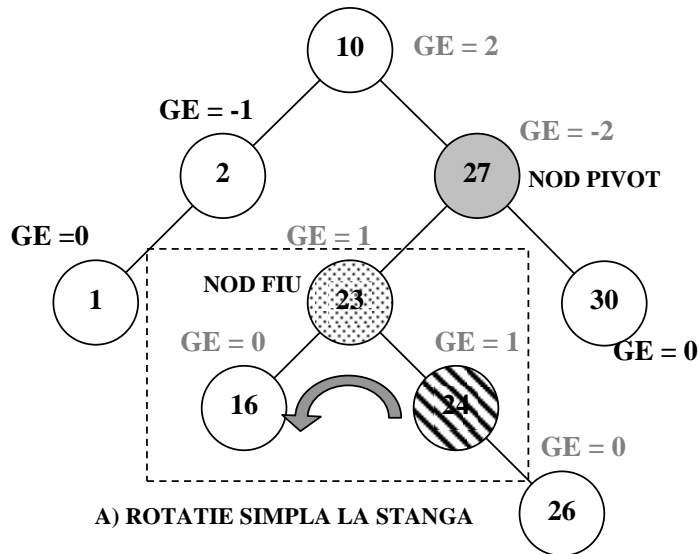 10
GE = 2
GE = -1
GE = -2
2
27
NOD PIVOT
GE =0
GE = 1
1
NOD FIU
23
30
GE = 0
GE = 1
GE = 0
16
24
GE = 0
26
A) ROTATIE SIMPLA LA STANGA